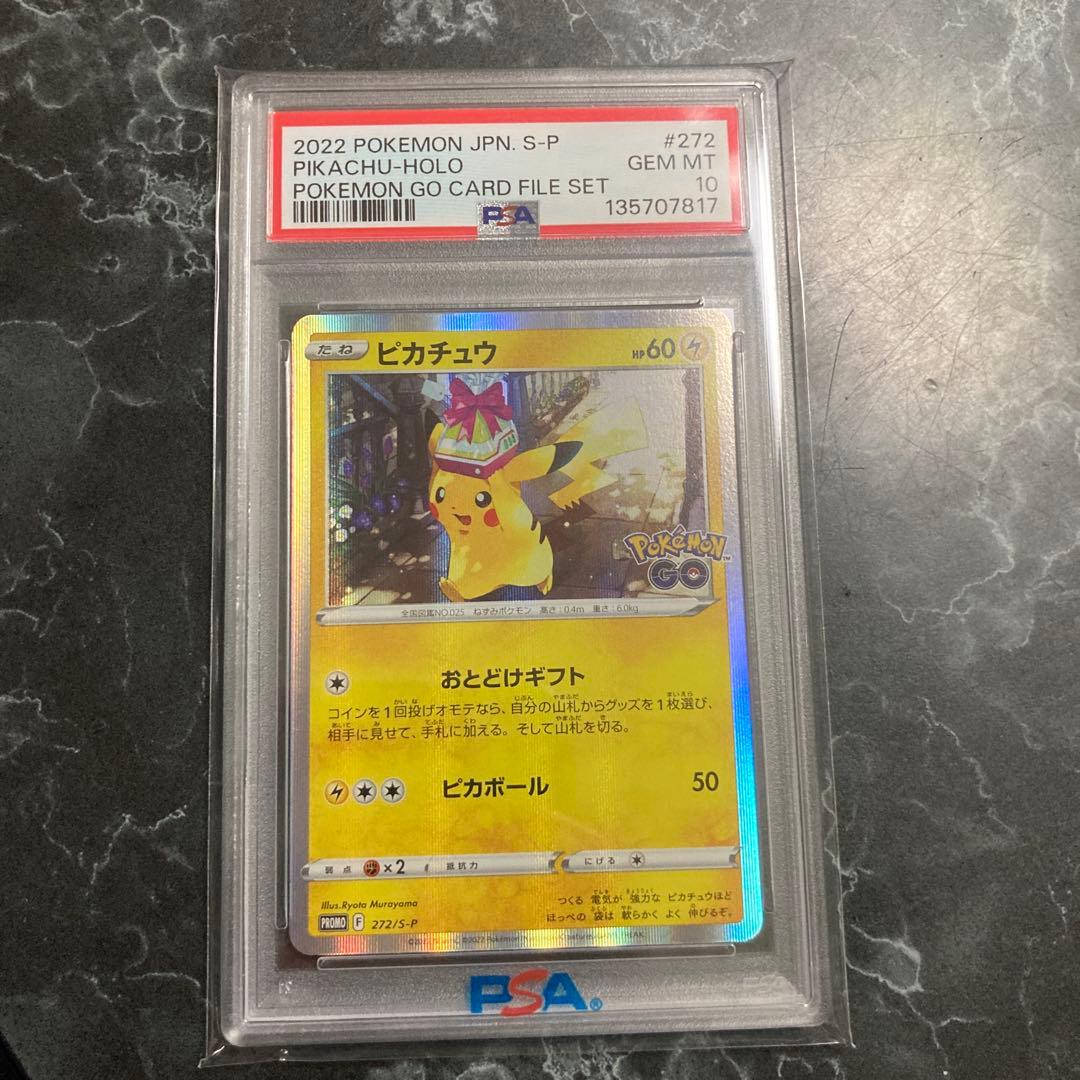 2022 POKEMON JPN. S-P #272
PIKACHU-HOLO GEM MT
POKEMON GO CARD FILE SET 10
PSA 135707817
たね ピカチュウ HP60
POKéMON
GO
全国図鑑NO.025 ねずみポケモン 高さ:0.4m 重さ:6.0kg
おとどけギフト
コインを1回投げオモテなら、自分の山札からグッズを1枚選び、
相手に見せて、手札に加える。そして山札を切る。
ピカボール 50
弱点 ×2 抵抗力 にげる
Illus.Ryota Murayama
つくる 電気が 強力な ピカチュウほど
ほっぺの 袋は 軟らかく よく 伸びるぞ。
PROMO F 272/S-P
©2022 Pokémon
PSA®